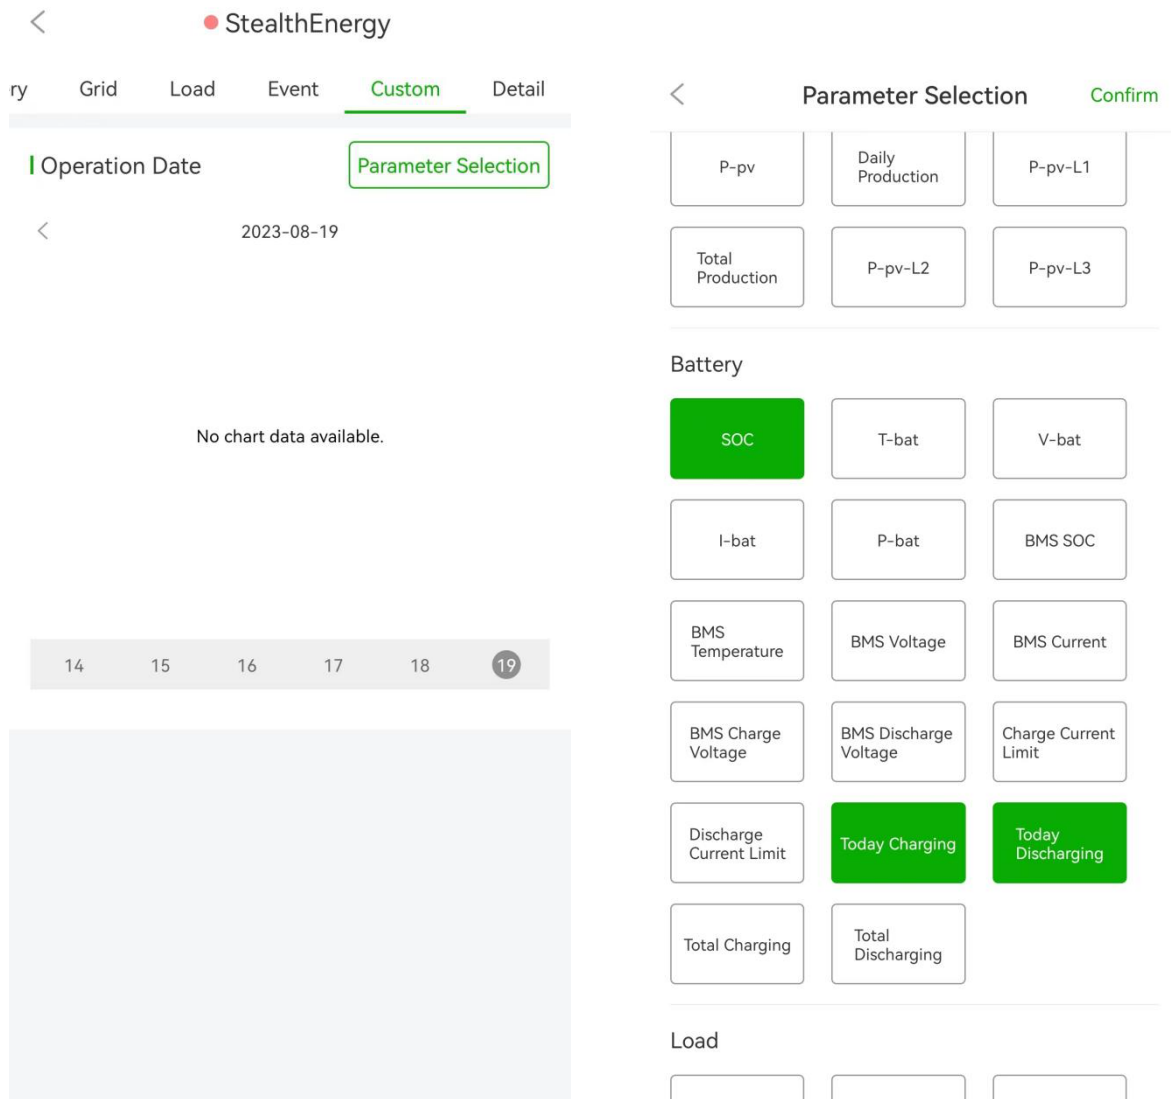 StealthEnergy
ry Grid Load Event Custom Detail
Operation Date Parameter Selection
2023-08-19
No chart data available.
14 15 16 17 18 19
Parameter Selection Confirm
P-pv
Daily
Production
P-pv-L1
Total
Production
P-pv-L2
P-pv-L3
Battery
SOC
T-bat
V-bat
I-bat
P-bat
BMS SOC
BMS
Temperature
BMS Voltage
BMS Current
BMS Charge
Voltage
BMS Discharge
Voltage
Charge Current
Limit
Discharge
Current Limit
Today Charging
Today
Discharging
Total Charging
Total
Discharging
Load